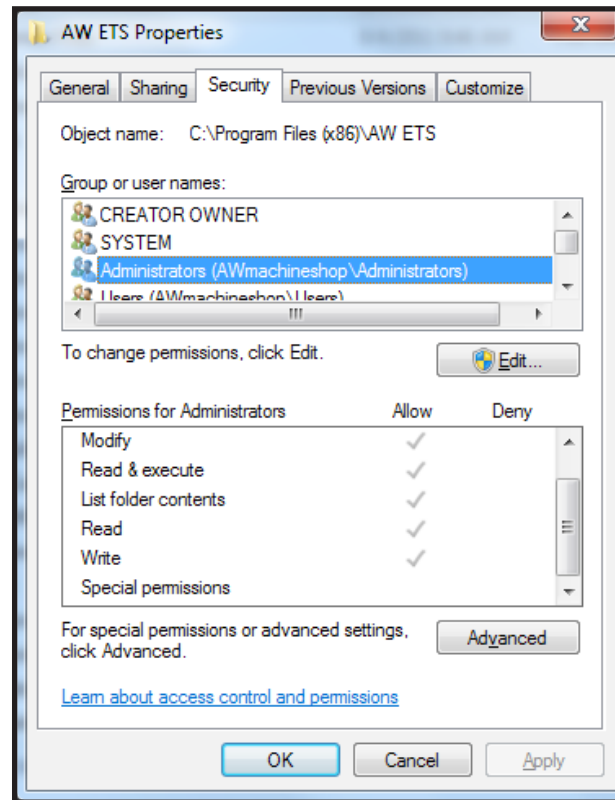 AW ETS Properties
General Sharing Security Previous Versions Customize
Object name: C:\Program Files (x86)\AW ETS
Group or user names:
CREATOR OWNER
SYSTEM
Administrators (AWmachineshop\Administrators)
Users (AWmachineshop\Users)
To change permissions, click Edit.
Edit...
Permissions for Administrators Allow Deny
Modify
Read & execute
List folder contents
Read
Write
Special permissions
For special permissions or advanced settings,
click Advanced.
Advanced
Learn about access control and permissions
OK Cancel Apply